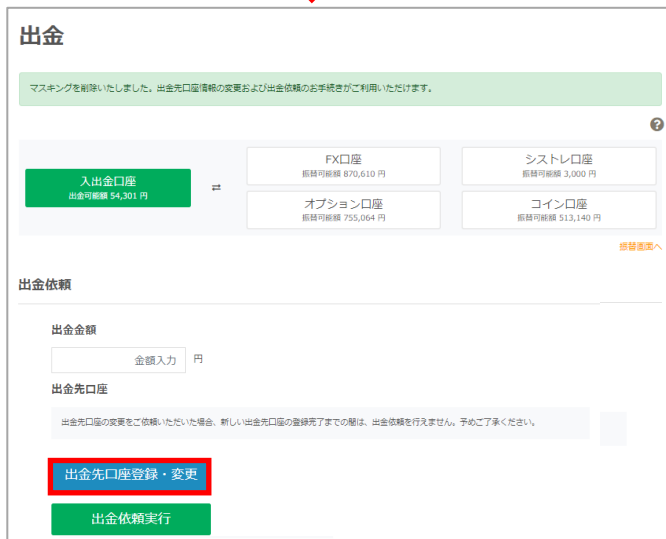 出金
マスキングを削除いたしました。出金先口座情報の変更および出金依頼のお手続きがご利用いただけます。
?
入出金口座
出金可能額 54,301 円
⇄
FX口座
振替可能額 870,610 円
シストレ口座
振替可能額 3,000 円
オプション口座
振替可能額 755,064 円
コイン口座
振替可能額 513,140 円
振替画面へ
出金依頼
出金金額
金額入力 円
出金先口座
出金先口座の変更をご依頼いただいた場合、新しい出金先口座の登録完了までの間は、出金依頼を行えません。予めご了承ください。
出金先口座登録・変更
出金依頼実行